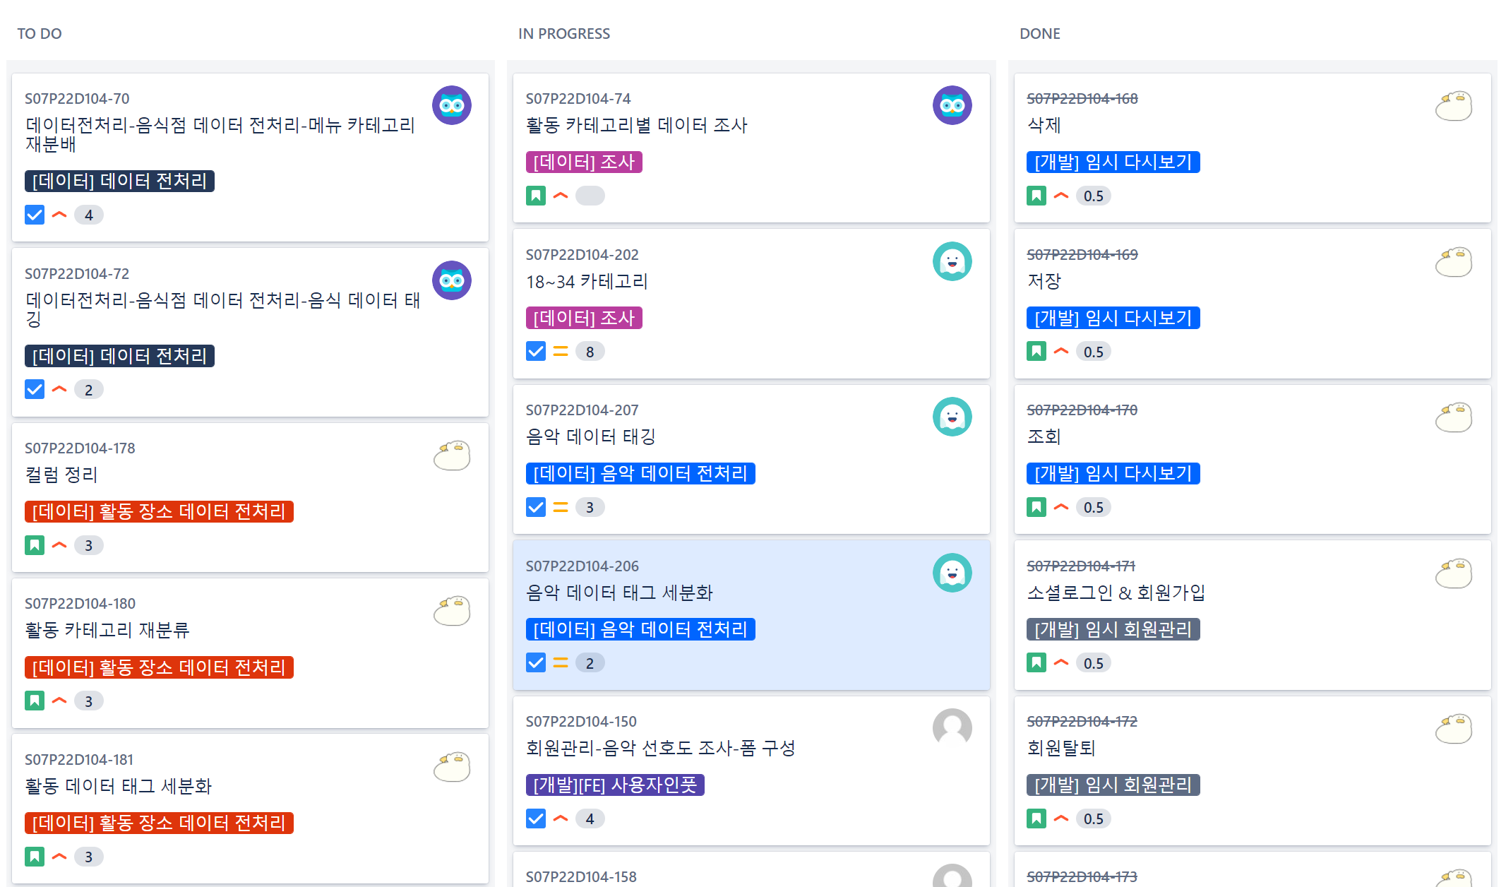 TO DO
S07P22D104-70
데이터전처리-음식점 데이터 전처리-메뉴 카테고리
재분배
[데이터] 데이터 전처리
4
S07P22D104-72
데이터전처리-음식점 데이터 전처리-음식 데이터 태
깅
[데이터] 데이터 전처리
2
S07P22D104-178
컬럼 정리
[데이터] 활동 장소 데이터 전처리
3
S07P22D104-180
활동 카테고리 재분류
[데이터] 활동 장소 데이터 전처리
3
S07P22D104-181
활동 데이터 태그 세분화
[데이터] 활동 장소 데이터 전처리
3
IN PROGRESS
S07P22D104-74
활동 카테고리별 데이터 조사
[데이터] 조사
S07P22D104-202
18~34 카테고리
[데이터] 조사
8
S07P22D104-207
음악 데이터 태깅
[데이터] 음악 데이터 전처리
3
S07P22D104-206
음악 데이터 태그 세분화
[데이터] 음악 데이터 전처리
2
S07P22D104-150
회원관리-음악 선호도 조사-폼 구성
[개발][FE] 사용자인풋
4
S07P22D104-158
DONE
S07P22D104-168
삭제
[개발] 임시 다시보기
0.5
S07P22D104-169
저장
[개발] 임시 다시보기
0.5
S07P22D104-170
조회
[개발] 임시 다시보기
0.5
S07P22D104-171
소셜로그인 & 회원가입
[개발] 임시 회원관리
0.5
S07P22D104-172
회원탈퇴
[개발] 임시 회원관리
0.5
S07P22D104-173